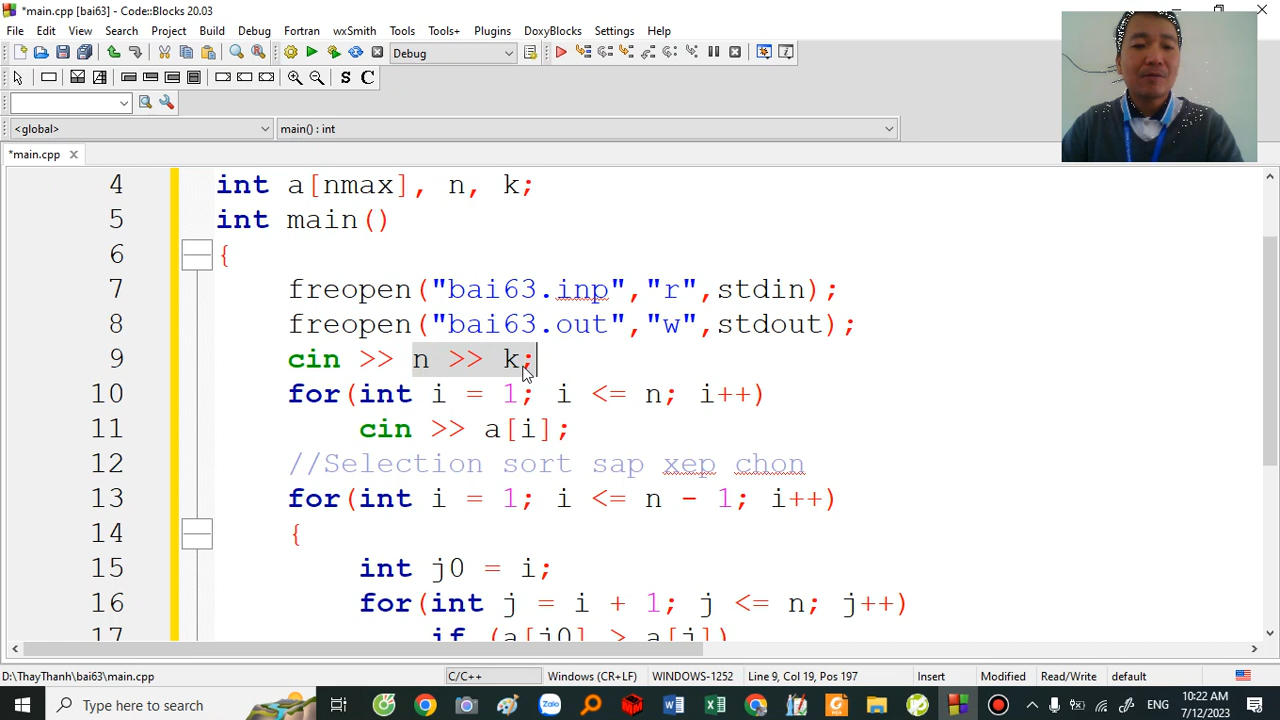 *main.cpp [bai63] - Code::Blocks 20.03
File Edit View Search Project Build Debug Fortran wxSmith Tools Tools+ Plugins DoxyBlocks Settings Help
Debug
S C
<global> main() : int
*main.cpp
4 int a[nmax], n, k;
5 int main()
6 {
7 freopen("bai63.inp","r",stdin);
8 freopen("bai63.out","w",stdout);
9 cin >> n >> k;
10 for(int i = 1; i <= n; i++)
11 cin >> a[i];
12 //Selection sort sap xep chon
13 for(int i = 1; i <= n - 1; i++)
14 {
15 int j0 = i;
16 for(int j = i + 1; j <= n; j++)
17 if (a[j0] > a[j])
D:\ThayThanh\bai63\main.cpp C/C++ Windows (CR+LF) WINDOWS-1252 Line 9, Col 19, Pos 197 Insert Modified Read/Write default
Type here to search Zalo ENG 10:22 AM
7/12/2023